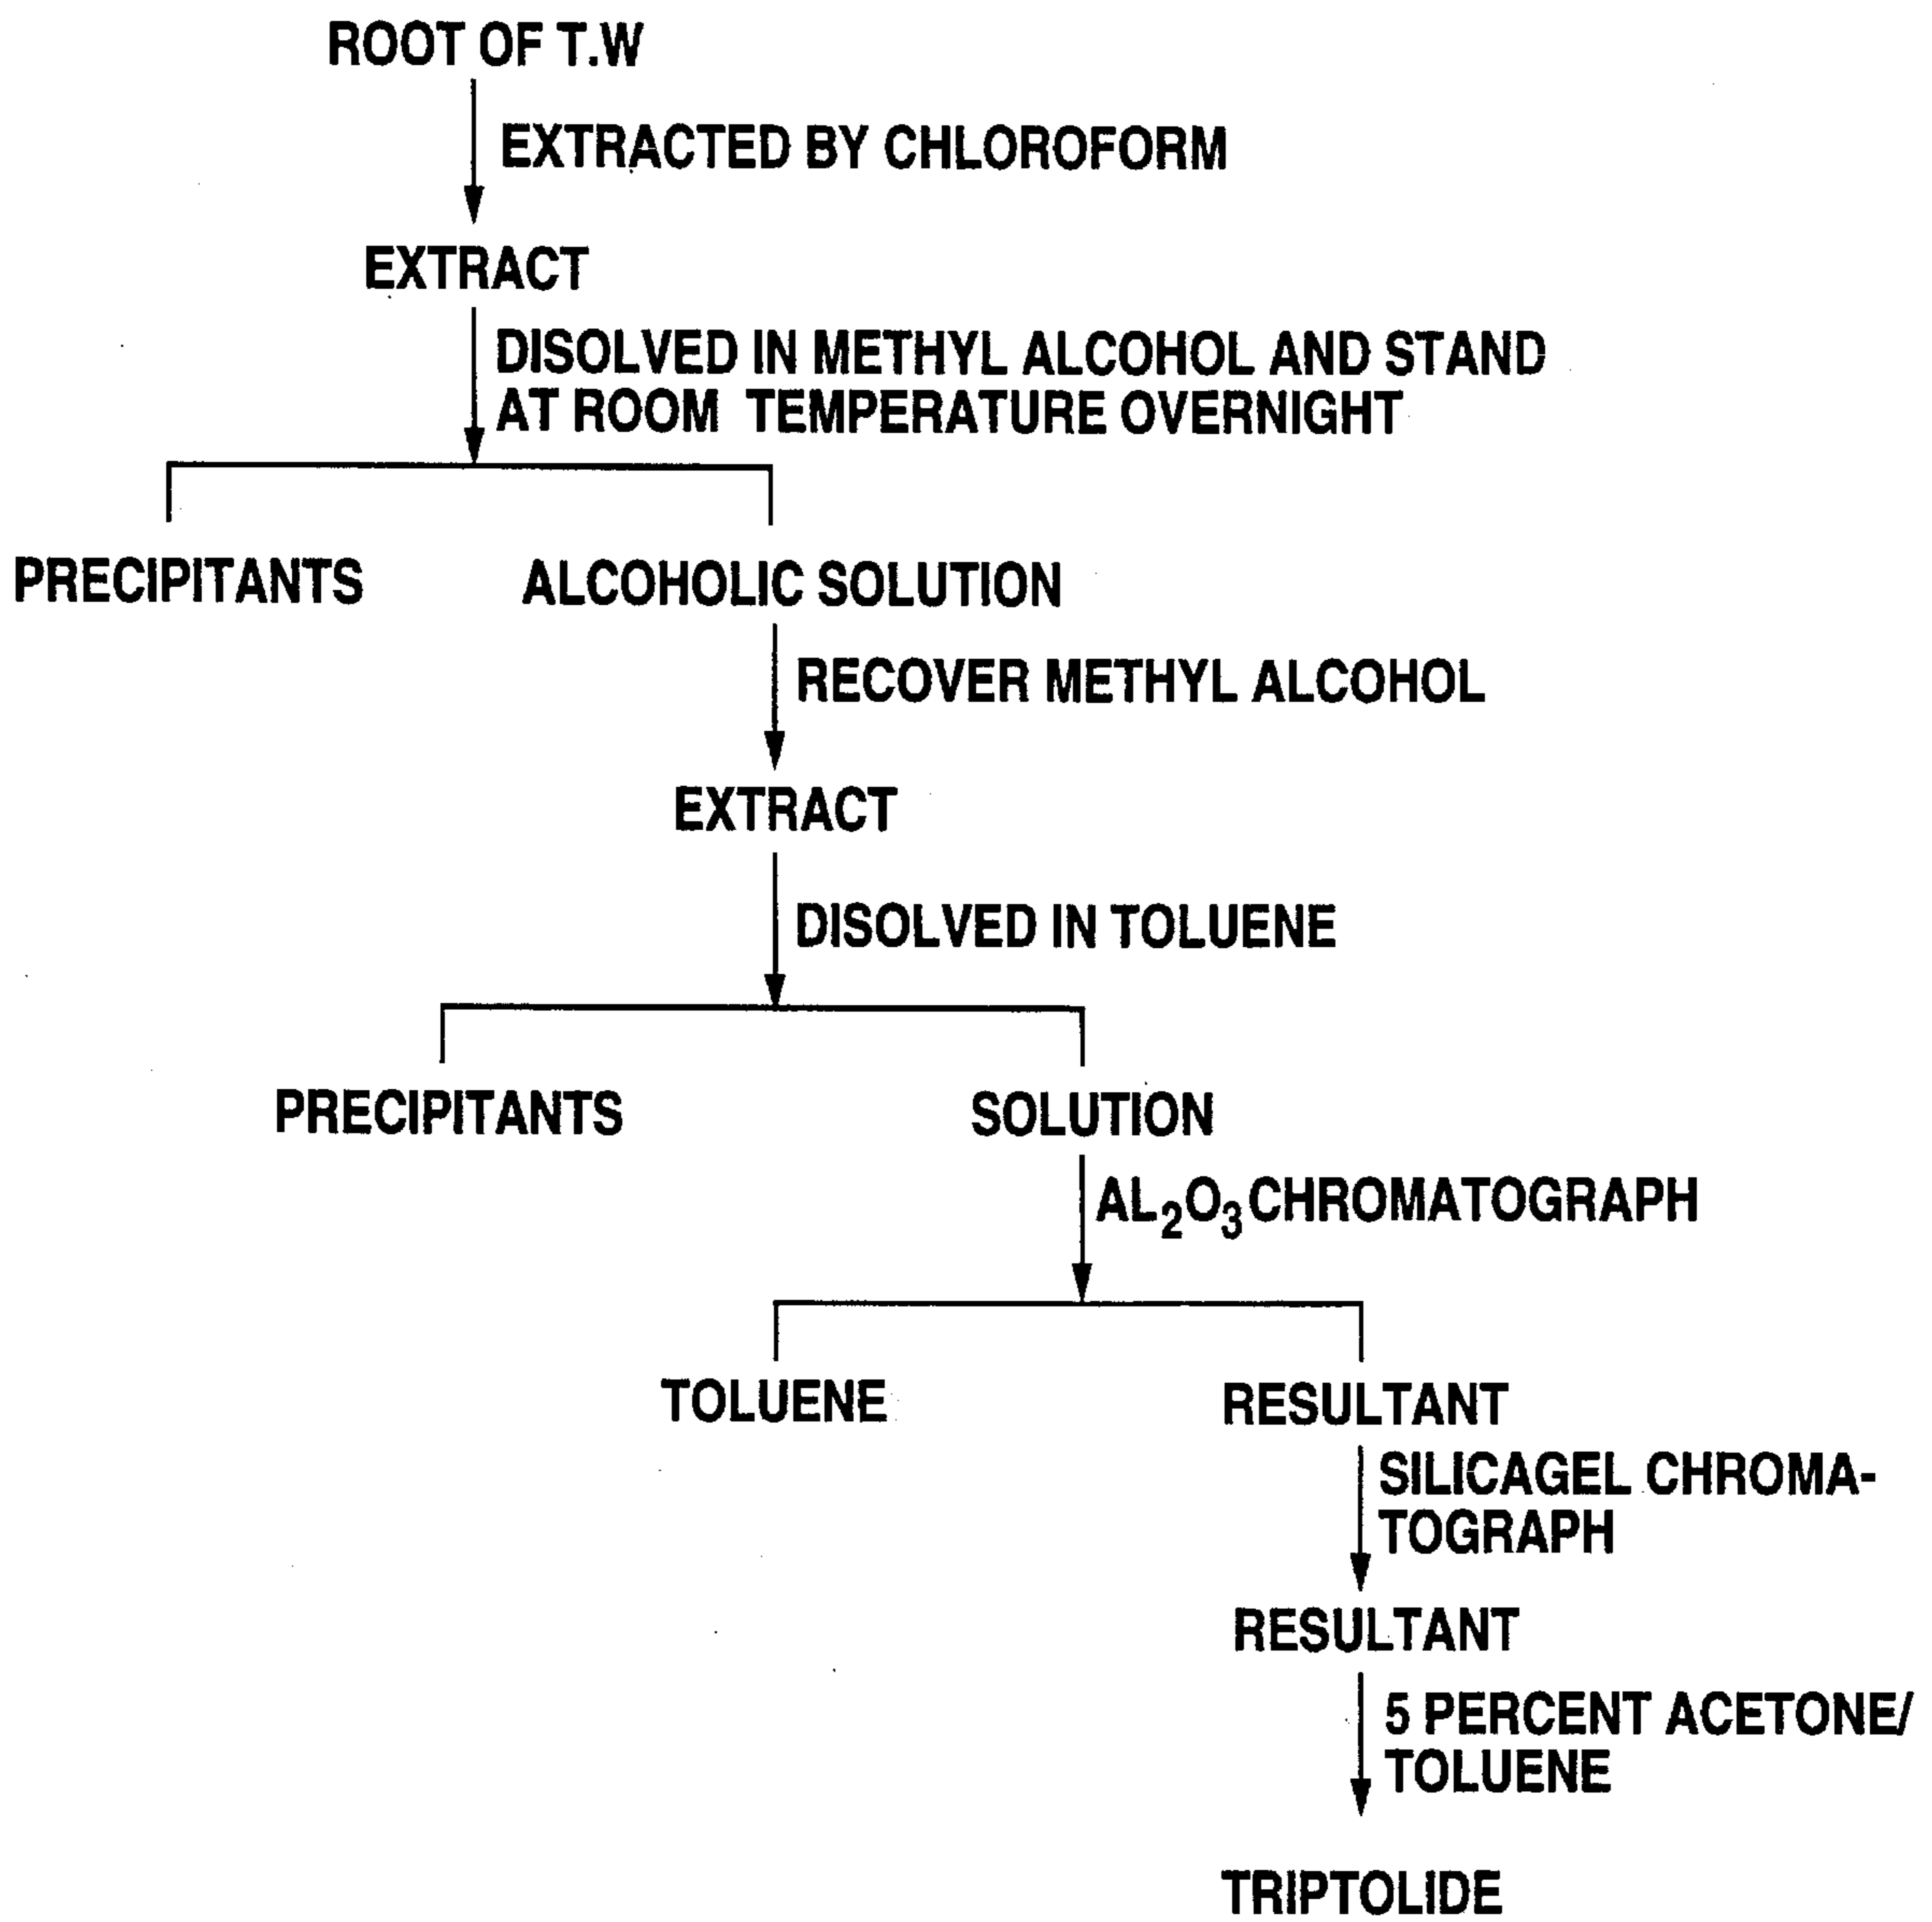 ROOT OF T.W
EXTRACTED BY CHLOROFORM
EXTRACT
DISOLVED IN METHYL ALCOHOL AND STAND
AT ROOM TEMPERATURE OVERNIGHT
PRECIPITANTS
ALCOHOLIC SOLUTION
RECOVER METHYL ALCOHOL
EXTRACT
DISOLVED IN TOLUENE
PRECIPITANTS
SOLUTION
AL₂O₃ CHROMATOGRAPH
TOLUENE
RESULTANT
SILICAGEL CHROMA-
TOGRAPH
RESULTANT
5 PERCENT ACETONE/
TOLUENE
TRIPTOLIDE